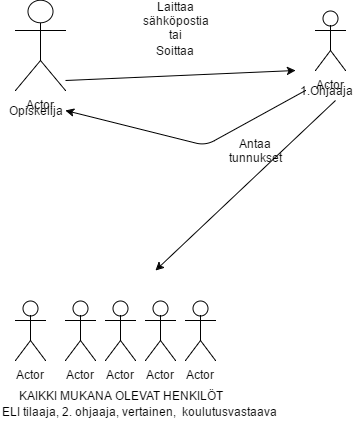 Laittaa
sähköpostia
tai
Soittaa
Actor
Opiskelija
Actor
1.Ohjaaja
Antaa
tunnukset
Actor Actor Actor Actor Actor
KAIKKI MUKANA OLEVAT HENKILÖT
ELI tilaaja, 2. ohjaaja, vertainen, koulutusvastaava